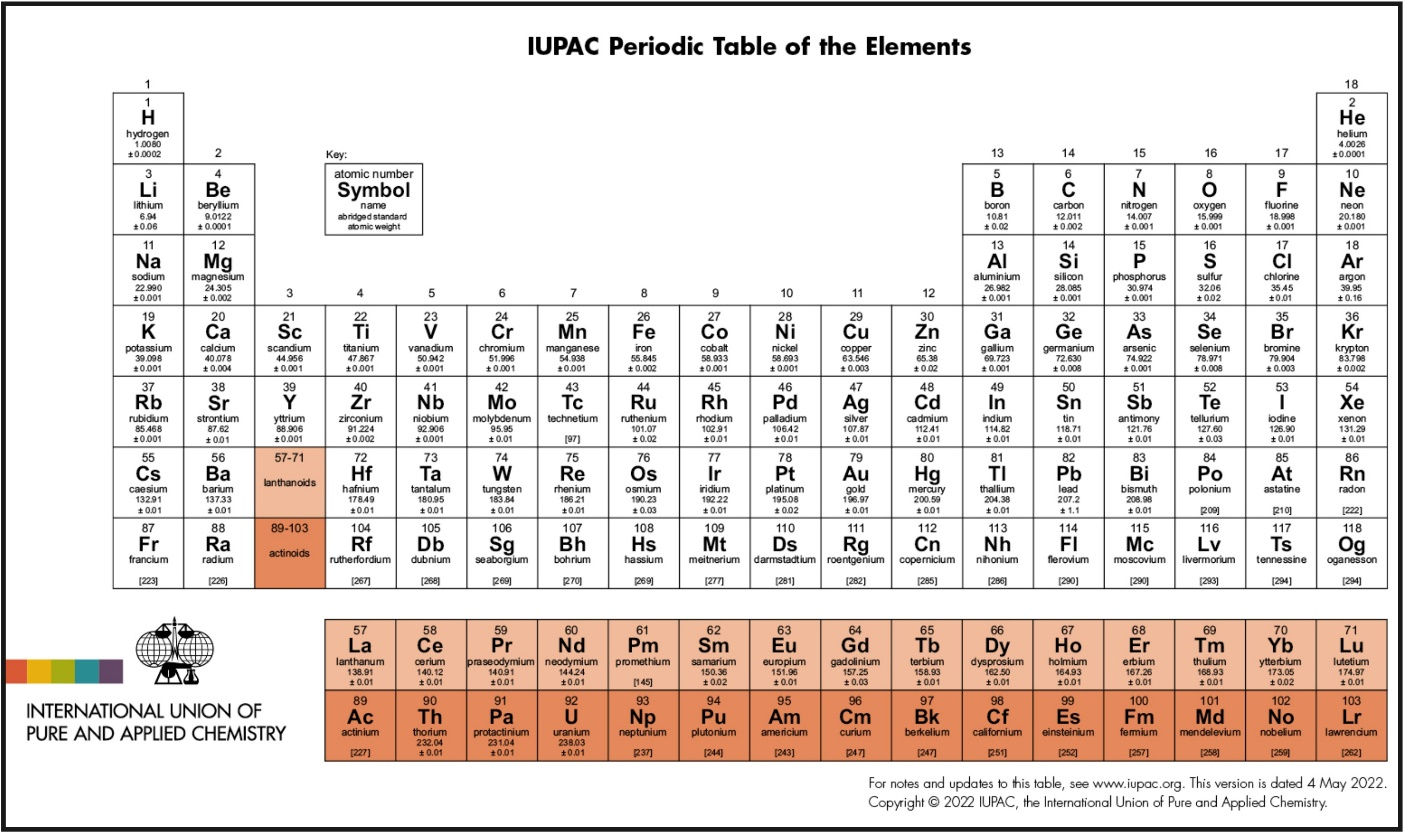 IUPAC Periodic Table of the Elements
1
18
1
H
hydrogen
1.0080
± 0.0002
2
He
helium
4.0026
± 0.0001
2
Key:
13
14
15
16
17
3
Li
lithium
6.94
± 0.06
4
Be
beryllium
9.0122
± 0.0001
atomic number
Symbol
name
abridged standard
atomic weight
5
B
boron
10.81
± 0.02
6
C
carbon
12.011
± 0.002
7
N
nitrogen
14.007
± 0.001
8
O
oxygen
15.999
± 0.001
9
F
fluorine
18.998
± 0.001
10
Ne
neon
20.180
± 0.001
11
Na
sodium
22.990
± 0.001
12
Mg
magnesium
24.305
± 0.002
3
4
5
6
7
8
9
10
11
12
13
Al
aluminium
26.982
± 0.001
14
Si
silicon
28.085
± 0.001
15
P
phosphorus
30.974
± 0.001
16
S
sulfur
32.06
± 0.02
17
Cl
chlorine
35.45
± 0.01
18
Ar
argon
39.95
± 0.16
19
K
potassium
39.098
± 0.001
20
Ca
calcium
40.078
± 0.004
21
Sc
scandium
44.956
± 0.001
22
Ti
titanium
47.867
± 0.001
23
V
vanadium
50.942
± 0.001
24
Cr
chromium
51.996
± 0.001
25
Mn
manganese
54.938
± 0.001
26
Fe
iron
55.845
± 0.002
27
Co
cobalt
58.933
± 0.001
28
Ni
nickel
58.693
± 0.001
29
Cu
copper
63.546
± 0.003
30
Zn
zinc
65.38
± 0.02
31
Ga
gallium
69.723
± 0.001
32
Ge
germanium
72.630
± 0.008
33
As
arsenic
74.922
± 0.001
34
Se
selenium
78.971
± 0.008
35
Br
bromine
79.904
± 0.003
36
Kr
krypton
83.798
± 0.002
37
Rb
rubidium
85.468
± 0.001
38
Sr
strontium
87.62
± 0.01
39
Y
yttrium
88.906
± 0.001
40
Zr
zirconium
91.224
± 0.002
41
Nb
niobium
92.906
± 0.001
42
Mo
molybdenum
95.95
± 0.01
43
Tc
technetium
[97]
44
Ru
ruthenium
101.07
± 0.02
45
Rh
rhodium
102.91
± 0.01
46
Pd
palladium
106.42
± 0.01
47
Ag
silver
107.87
± 0.01
48
Cd
cadmium
112.41
± 0.01
49
In
indium
114.82
± 0.01
50
Sn
tin
118.71
± 0.01
51
Sb
antimony
121.76
± 0.01
52
Te
tellurium
127.60
± 0.03
53
I
iodine
126.90
± 0.01
54
Xe
xenon
131.29
± 0.01
55
Cs
caesium
132.91
± 0.01
56
Ba
barium
137.33
± 0.01
57-71
lanthanoids
72
Hf
hafnium
178.49
± 0.01
73
Ta
tantalum
180.95
± 0.01
74
W
tungsten
183.84
± 0.01
75
Re
rhenium
186.21
± 0.01
76
Os
osmium
190.23
± 0.03
77
Ir
iridium
192.22
± 0.01
78
Pt
platinum
195.08
± 0.02
79
Au
gold
196.97
± 0.01
80
Hg
mercury
200.59
± 0.01
81
Tl
thallium
204.38
± 0.01
82
Pb
lead
207.2
± 1.1
83
Bi
bismuth
208.98
± 0.01
84
Po
polonium
[209]
85
At
astatine
[210]
86
Rn
radon
[222]
87
Fr
francium
[223]
88
Ra
radium
[226]
89-103
actinoids
104
Rf
rutherfordium
[267]
105
Db
dubnium
[268]
106
Sg
seaborgium
[269]
107
Bh
bohrium
[270]
108
Hs
hassium
[269]
109
Mt
meitnerium
[277]
110
Ds
darmstadtium
[281]
111
Rg
roentgenium
[282]
112
Cn
copernicium
[285]
113
Nh
nihonium
[286]
114
Fl
flerovium
[290]
115
Mc
moscovium
[290]
116
Lv
livermorium
[293]
117
Ts
tennessine
[294]
118
Og
oganesson
[294]
57
La
lanthanum
138.91
± 0.01
58
Ce
cerium
140.12
± 0.01
59
Pr
praseodymium
140.91
± 0.01
60
Nd
neodymium
144.24
± 0.01
61
Pm
promethium
[145]
62
Sm
samarium
150.36
± 0.02
63
Eu
europium
151.96
± 0.01
64
Gd
gadolinium
157.25
± 0.03
65
Tb
terbium
158.93
± 0.01
66
Dy
dysprosium
162.50
± 0.01
67
Ho
holmium
164.93
± 0.01
68
Er
erbium
167.26
± 0.01
69
Tm
thulium
168.93
± 0.01
70
Yb
ytterbium
173.05
± 0.02
71
Lu
lutetium
174.97
± 0.01
89
Ac
actinium
[227]
90
Th
thorium
232.04
± 0.01
91
Pa
protactinium
231.04
± 0.01
92
U
uranium
238.03
± 0.01
93
Np
neptunium
[237]
94
Pu
plutonium
[244]
95
Am
americium
[243]
96
Cm
curium
[247]
97
Bk
berkelium
[247]
98
Cf
californium
[251]
99
Es
einsteinium
[252]
100
Fm
fermium
[257]
101
Md
mendelevium
[258]
102
No
nobelium
[259]
103
Lr
lawrencium
[262]
INTERNATIONAL UNION OF
PURE AND APPLIED CHEMISTRY
For notes and updates to this table, see www.iupac.org. This version is dated 4 May 2022.
Copyright © 2022 IUPAC, the International Union of Pure and Applied Chemistry.